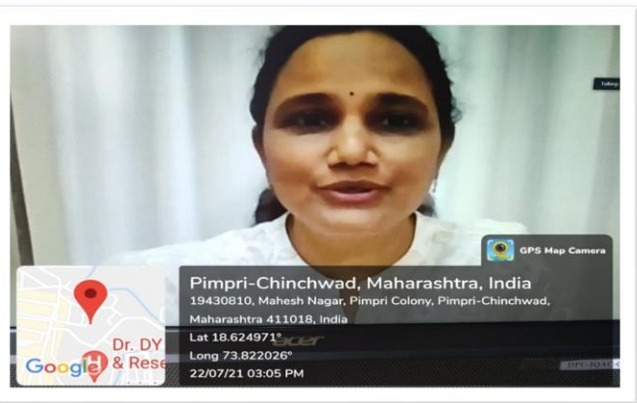 Talking
GPS Map Camera
Pimpri-Chinchwad, Maharashtra, India
19430810, Mahesh Nagar, Pimpri Colony, Pimpri-Chinchwad,
Maharashtra 411018, India
Lat 18.624971°
Long 73.822026°
22/07/21 03:05 PM
Dr. DY
& Rese
Google
H
acer